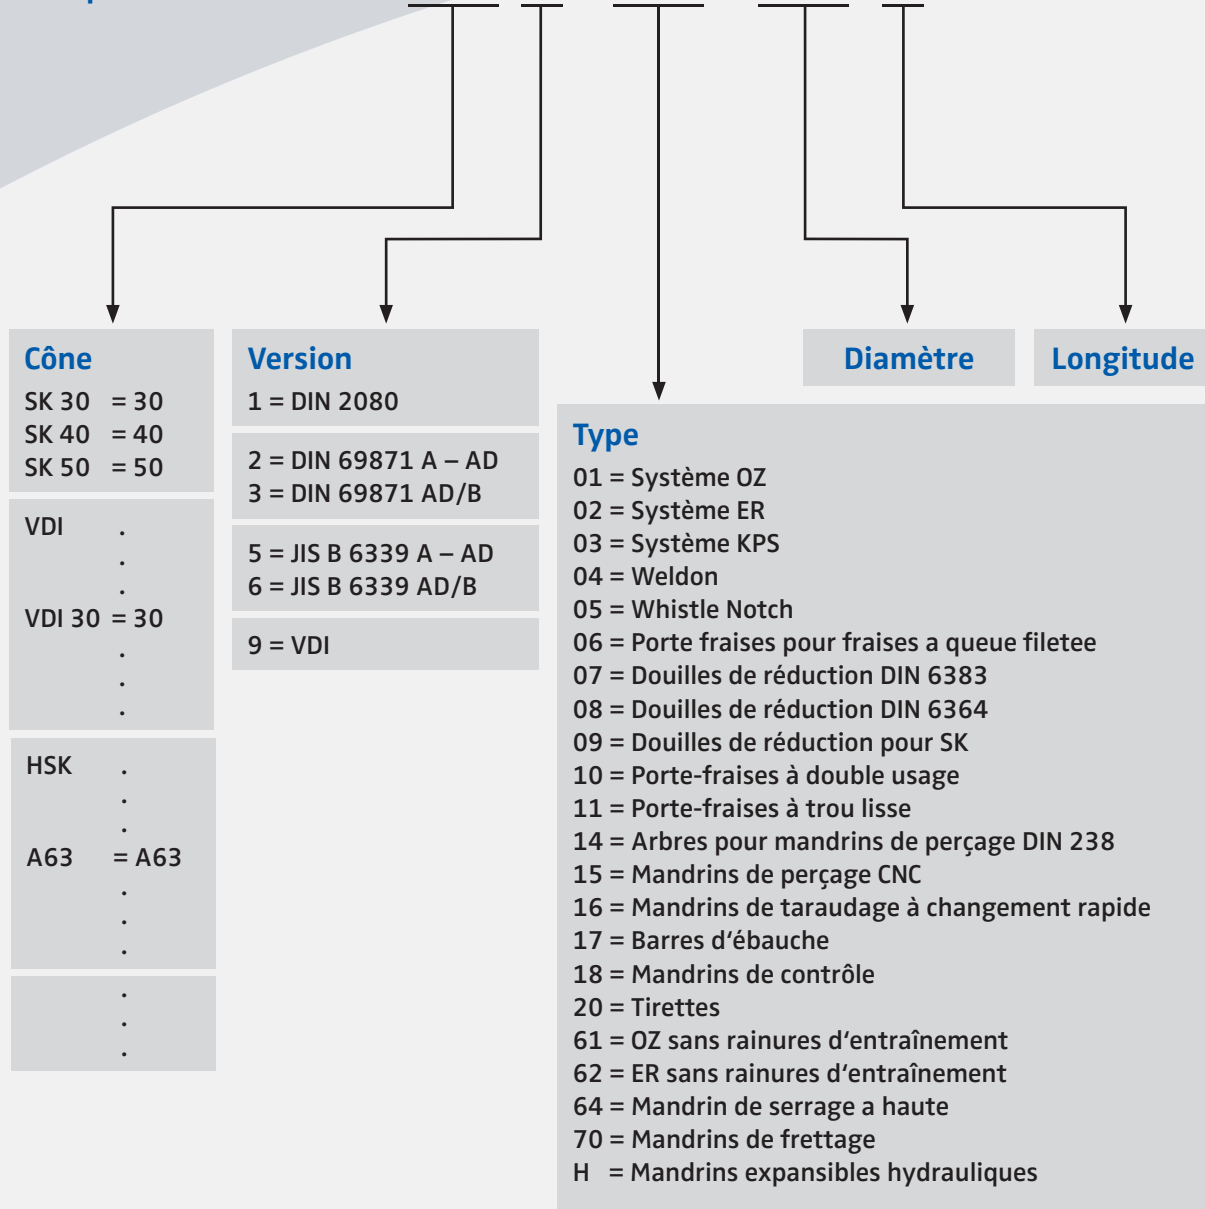 Cône
SK 30 = 30
SK 40 = 40
SK 50 = 50
VDI .
.
.
VDI 30 = 30
.
.
.
HSK .
.
.
A63 = A63
.
.
.
.
.
.
Version
1 = DIN 2080
2 = DIN 69871 A – AD
3 = DIN 69871 AD/B
5 = JIS B 6339 A – AD
6 = JIS B 6339 AD/B
9 = VDI
Type
01 = Système OZ
02 = Système ER
03 = Système KPS
04 = Weldon
05 = Whistle Notch
06 = Porte fraises pour fraises a queue filetee
07 = Douilles de réduction DIN 6383
08 = Douilles de réduction DIN 6364
09 = Douilles de réduction pour SK
10 = Porte-fraises à double usage
11 = Porte-fraises à trou lisse
14 = Arbres pour mandrins de perçage DIN 238
15 = Mandrins de perçage CNC
16 = Mandrins de taraudage à changement rapide
17 = Barres d‘ébauche
18 = Mandrins de contrôle
20 = Tirettes
61 = OZ sans rainures d‘entraînement
62 = ER sans rainures d‘entraînement
64 = Mandrin de serrage a haute
70 = Mandrins de frettage
H = Mandrins expansibles hydrauliques
Diamètre
Longitude